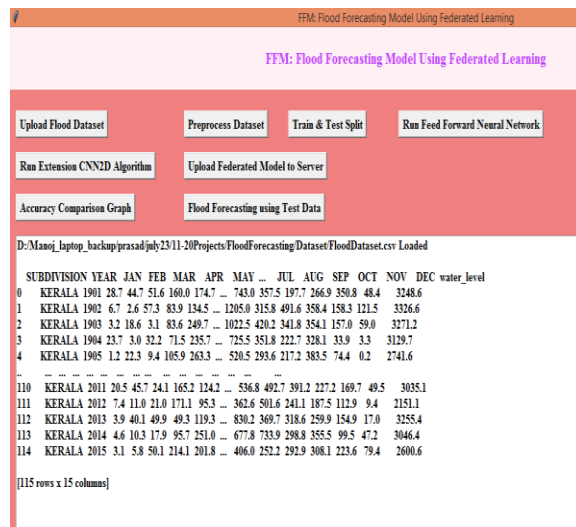 FFM: Flood Forecasting Model Using Federated Learning
FFM: Flood Forecasting Model Using Federated Learning
Upload Flood Dataset
Preprocess Dataset
Train & Test Split
Run Feed Forward Neural Network
Run Extension CNN2D Algorithm
Upload Federated Model to Server
Accuracy Comparison Graph
Flood Forecasting using Test Data
D:/Manoj_laptop_backup/prasad/july23/11-20Projects/FloodForecasting/Dataset/FloodDataset.csv Loaded
SUBDIVISION YEAR JAN FEB MAR APR MAY ... JUL AUG SEP OCT NOV DEC water_level
0 KERALA 1901 28.7 44.7 51.6 160.0 174.7 ... 743.0 357.5 197.7 266.9 350.8 48.4 3248.6
1 KERALA 1902 6.7 2.6 57.3 83.9 134.5 ... 1205.0 315.8 491.6 358.4 158.3 121.5 3326.6
2 KERALA 1903 3.2 18.6 3.1 83.6 249.7 ... 1022.5 420.2 341.8 354.1 157.0 59.0 3271.2
3 KERALA 1904 23.7 3.0 32.2 71.5 235.7 ... 725.5 351.8 222.7 328.1 33.9 3.3 3129.7
4 KERALA 1905 1.2 22.3 9.4 105.9 263.3 ... 520.5 293.6 217.2 383.5 74.4 0.2 2741.6
.. ... ... ... ... ... ... ... ... ... ... ... ... ...
110 KERALA 2011 20.5 45.7 24.1 165.2 124.2 ... 536.8 492.7 391.2 227.2 169.7 49.5 3035.1
111 KERALA 2012 7.4 11.0 21.0 171.1 95.3 ... 362.6 501.6 241.1 187.5 112.9 9.4 2151.1
112 KERALA 2013 3.9 40.1 49.9 49.3 119.3 ... 830.2 369.7 318.6 259.9 154.9 17.0 3255.4
113 KERALA 2014 4.6 10.3 17.9 95.7 251.0 ... 677.8 733.9 298.8 355.5 99.5 47.2 3046.4
114 KERALA 2015 3.1 5.8 50.1 214.1 201.8 ... 406.0 252.2 292.9 308.1 223.6 79.4 2600.6
[115 rows x 15 columns]